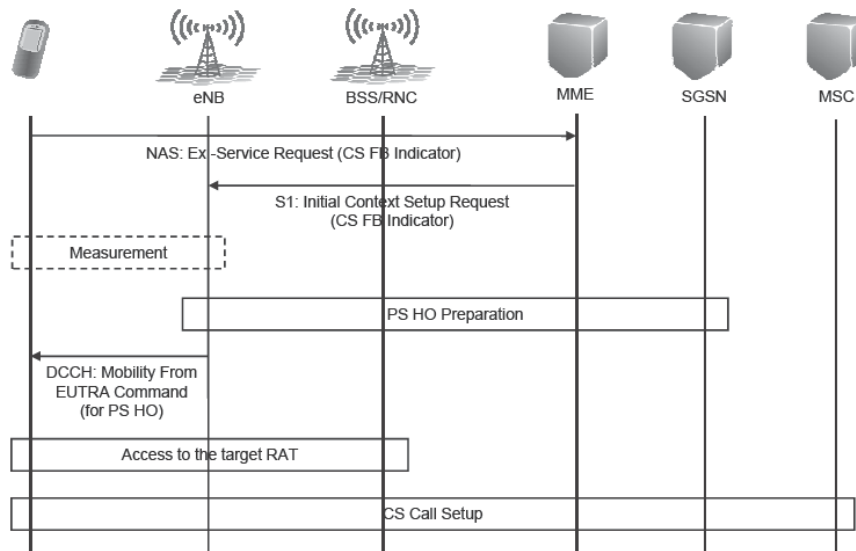 eNB
BSS/RNC
MME
SGSN
MSC
NAS: Ex -Service Request (CS FB Indicator)
S1: Initial Context Setup Request
(CS FB Indicator)
Measurement
PS HO Preparation
DCCH: Mobility From
EUTRA Command
(for PS HO)
Access to the target RAT
CS Call Setup